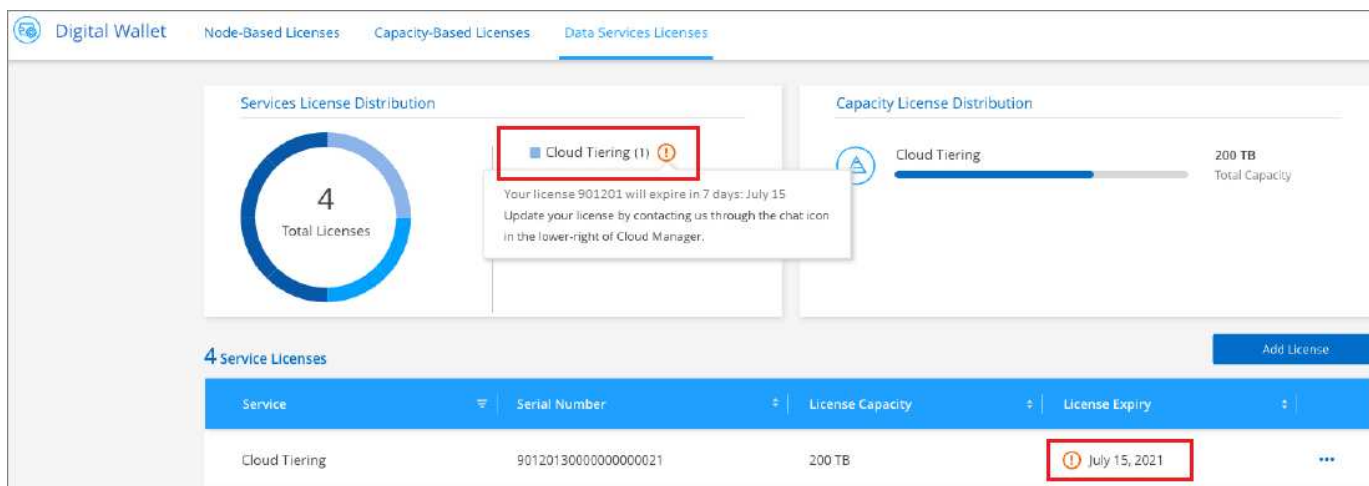 Digital Wallet
Node-Based Licenses
Capacity-Based Licenses
Data Services Licenses
Services License Distribution
4
Total Licenses
Cloud Tiering (1)
Your license 901201 will expire in 7 days: July 15
Update your license by contacting us through the chat icon
in the lower-right of Cloud Manager.
Capacity License Distribution
Cloud Tiering
200 TB
Total Capacity
4 Service Licenses
Add License
Service
Serial Number
License Capacity
License Expiry
Cloud Tiering
90120130000000000021
200 TB
July 15, 2021